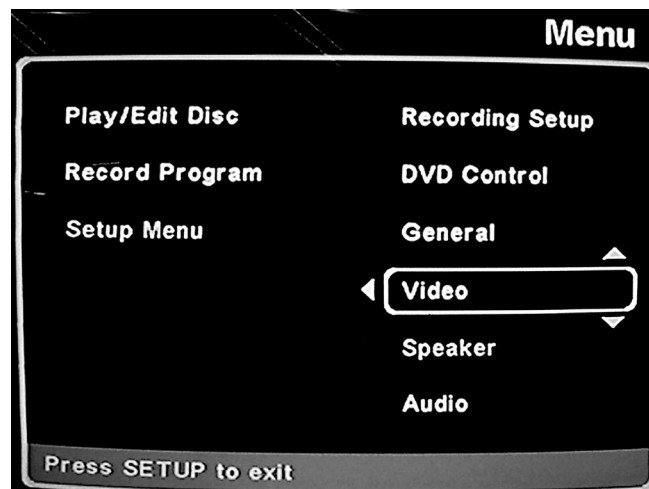 Menu
Play/Edit Disc
Record Program
Setup Menu
Recording Setup
DVD Control
General
Video
Speaker
Audio
Press SETUP to exit